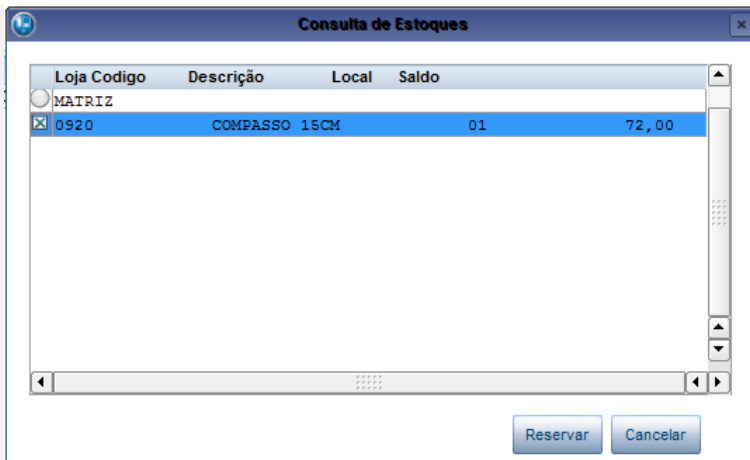 Consulta de Estoques
Loja Codigo Descrição Local Saldo
MATRIZ
0920 COMPASSO 15CM 01 72,00
Reservar Cancelar